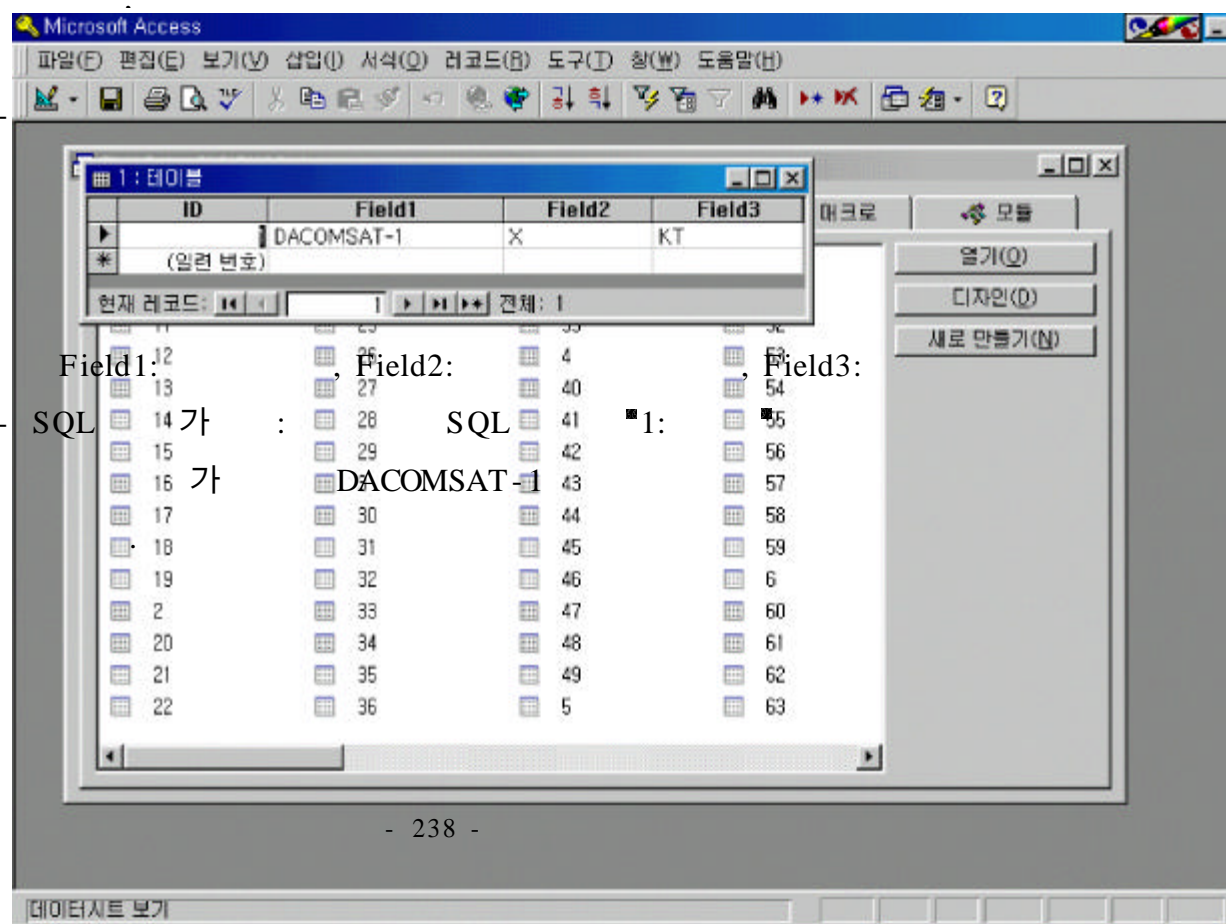 Microsoft Access
파일(F) 편집(E) 보기(V) 삽입(I) 서식(O) 레코드(R) 도구(T) 창(W) 도움말(H)
1 : 테이블
매크로 모듈
ID Field1 Field2 Field3
DACOMSAT-1 X KT
(일련 번호)
현재 레코드: 1 전체: 1
열기(O)
디자인(D)
새로 만들기(N)
12 4
Field1: , Field2: , Field3:
13 27 40 54
SQL 가 : SQL 1:
14 28 41 55
15 29 42 56
가 DACOMSAT-1
16 43 57
17 30 44 58
18 31 45 59
19 32 46 6
2 33 47 60
20 34 48 61
21 35 49 62
22 36 5 63
- 238 -
데이터시트 보기